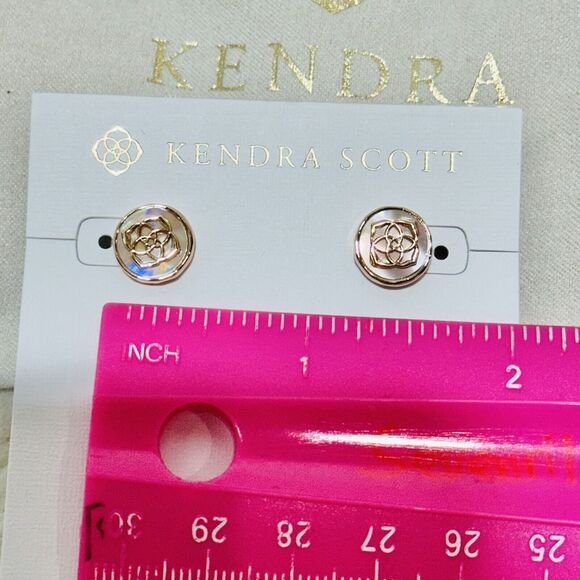 KENDRA
KENDRA SCOTT
INCH 1 2
30 29 28 27 26 25